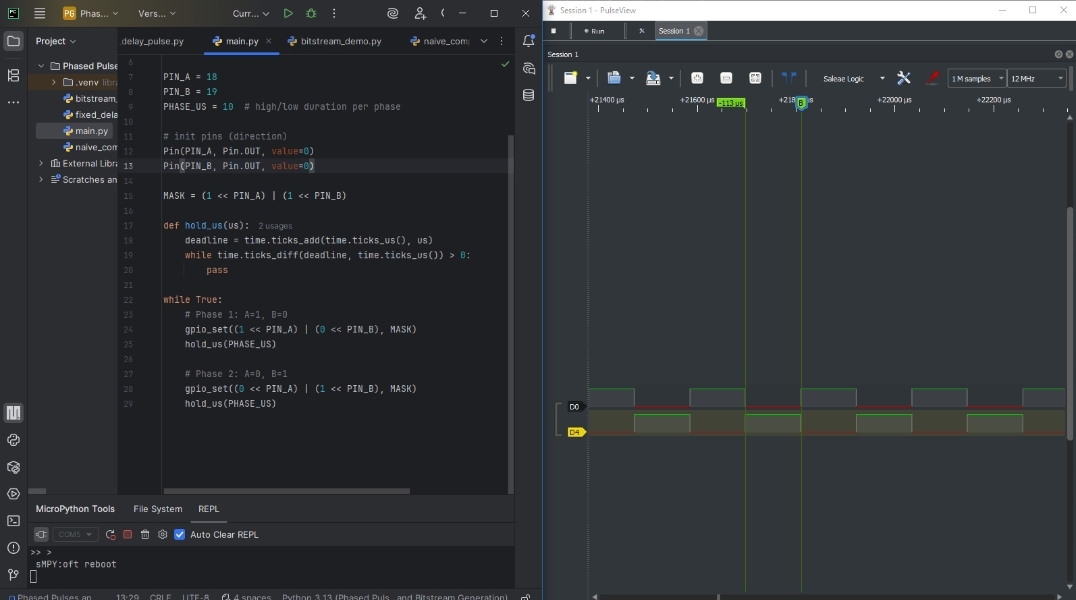 PC
PG Phas...
Vers...
Curr...
Project
.delay_pulse.py
main.py
bitstream_demo.py
naive_com
Phased Pulses
.venv libra
bitstream_
fixed_dela
main.py
naive_com
External Libra
Scratches an
6
7 PIN_A = 18
8 PIN_B = 19
9 PHASE_US = 10 # high/low duration per phase
10
11 # init pins (direction)
12 Pin(PIN_A, Pin.OUT, value=0)
13 Pin(PIN_B, Pin.OUT, value=0)
14
15 MASK = (1 << PIN_A) | (1 << PIN_B)
16
17 def hold_us(us): 2 usages
18 deadline = time.ticks_add(time.ticks_us(), us)
19 while time.ticks_diff(deadline, time.ticks_us()) > 0:
20 pass
21
22 while True:
23 # Phase 1: A=1, B=0
24 gpio_set((1 << PIN_A) | (0 << PIN_B), MASK)
25 hold_us(PHASE_US)
26
27 # Phase 2: A=0, B=1
28 gpio_set((0 << PIN_A) | (1 << PIN_B), MASK)
29 hold_us(PHASE_US)
MicroPython Tools
File System
REPL
COM5
Auto Clear REPL
>> >
sMPY:oft reboot
Phased Pulses an
13:29
CRLF
UTF-8
4 spaces
Python 3.13 (Phased Puls...and Bitstream Generation)
Session 1 - PulseView
Run
Session 1
Session 1
Saleae Logic
1 M samples
12 MHz
+21400 µs
+21600 µs
-113 µs
B
+22000 µs
+22200 µs
D0
D4